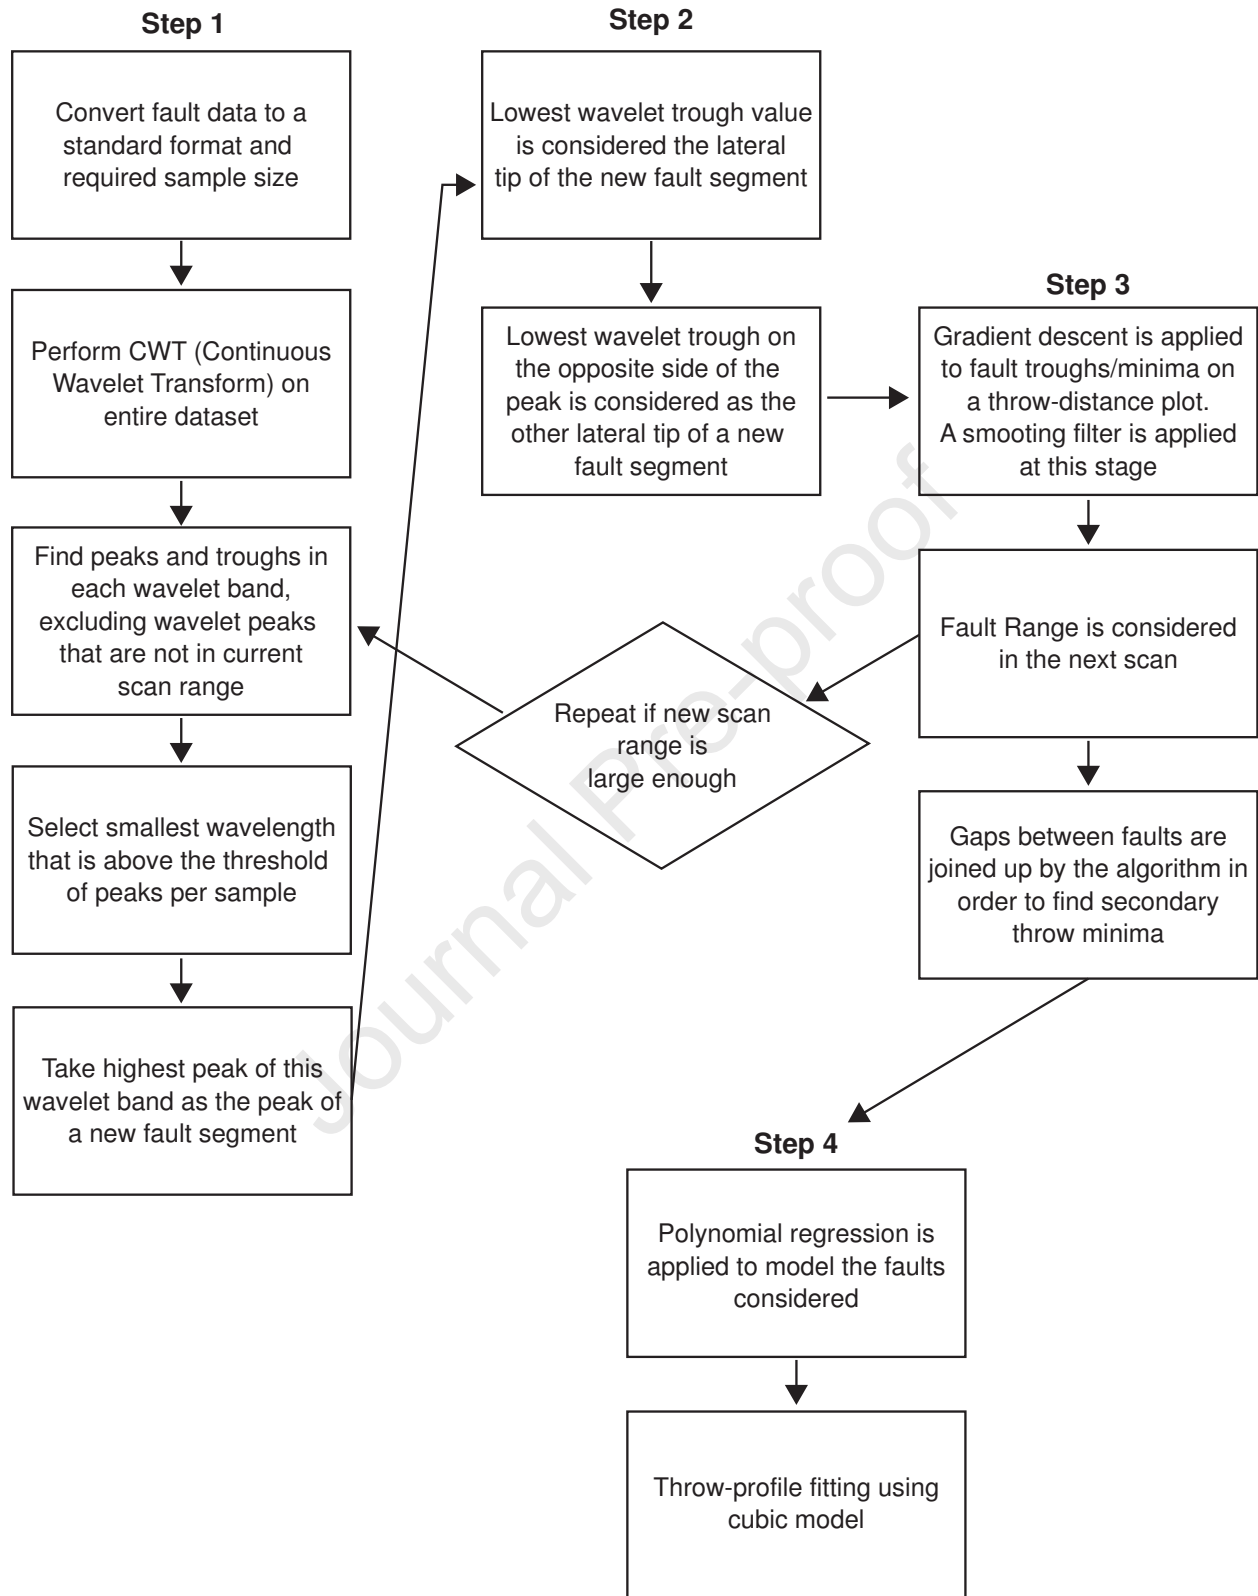 Step 1
Convert fault data to a
standard format and
required sample size
Perform CWT (Continuous
Wavelet Transform) on
entire dataset
Find peaks and troughs in
each wavelet band,
excluding wavelet peaks
that are not in current
scan range
Select smallest wavelength
that is above the threshold
of peaks per sample
Take highest peak of this
wavelet band as the peak of
a new fault segment
Step 2
Lowest wavelet trough value
is considered the lateral
tip of the new fault segment
Lowest wavelet trough on
the opposite side of the
peak is considered as the
other lateral tip of a new
fault segment
Step 3
Gradient descent is applied
to fault troughs/minima on
a throw-distance plot.
A smooting filter is applied
at this stage
Fault Range is considered
in the next scan
Repeat if new scan
range is
large enough
Gaps between faults are
joined up by the algorithm in
order to find secondary
throw minima
Step 4
Polynomial regression is
applied to model the faults
considered
Throw-profile fitting using
cubic model
Journal Pre-proof